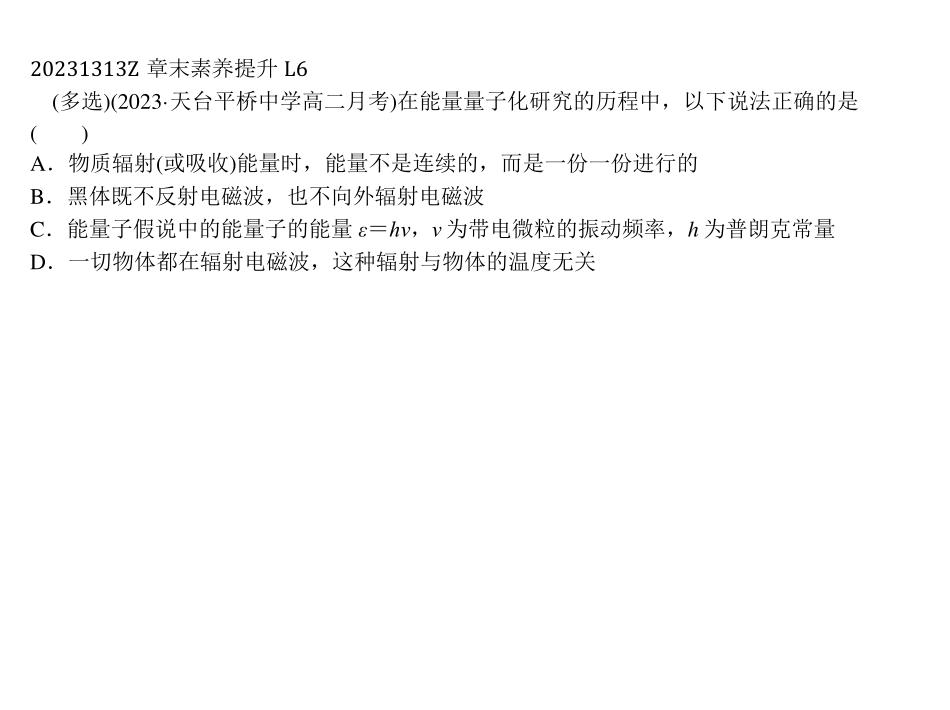 20231313Z 章末素养提升 L6
(多选)(2023·天台平桥中学高二月考)在能量量子化研究的历程中，以下说法正确的是
(　　)
A．物质辐射(或吸收)能量时，能量不是连续的，而是一份一份进行的
B．黑体既不反射电磁波，也不向外辐射电磁波
C．能量子假说中的能量子的能量 ε＝hν，ν 为带电微粒的振动频率，h 为普朗克常量
D．一切物体都在辐射电磁波，这种辐射与物体的温度无关